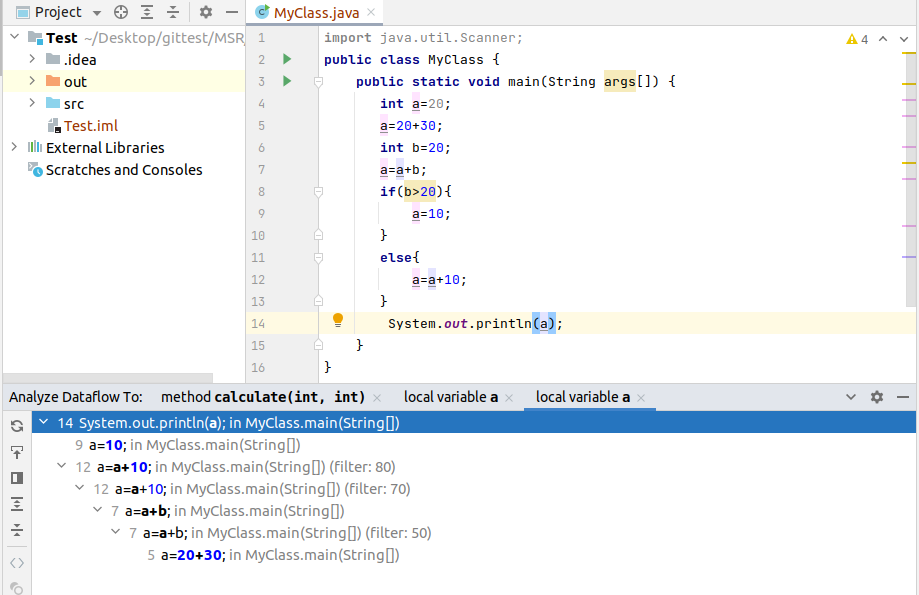 Project
MyClass.java
Test ~/Desktop/gittest/MSR/
.idea
out
src
Test.iml
External Libraries
Scratches and Consoles
4
1 import java.util.Scanner;
2 public class MyClass {
3 public static void main(String args[]) {
4 int a=20;
5 a=20+30;
6 int b=20;
7 a=a+b;
8 if(b>20){
9 a=10;
10 }
11 else{
12 a=a+10;
13 }
14 System.out.println(a);
15 }
16 }
Analyze Dataflow To: method calculate(int, int) local variable a local variable a
14 System.out.println(a); in MyClass.main(String[])
9 a=10; in MyClass.main(String[])
12 a=a+10; in MyClass.main(String[]) (filter: 80)
12 a=a+10; in MyClass.main(String[]) (filter: 70)
7 a=a+b; in MyClass.main(String[])
7 a=a+b; in MyClass.main(String[]) (filter: 50)
5 a=20+30; in MyClass.main(String[])